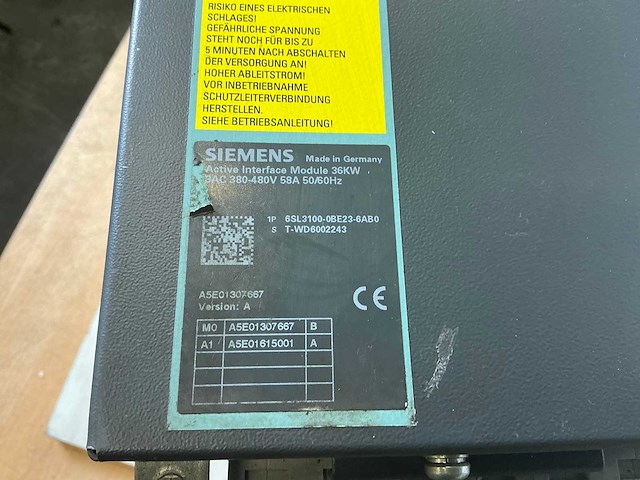 RISIKO EINES ELEKTRISCHEN
SCHLAGES!
GEFÄHRLICHE SPANNUNG
STEHT NOCH FÜR BIS ZU
5 MINUTEN NACH ABSCHALTEN
DER VERSORGUNG AN!
HOHER ABLEITSTROM!
VOR INBETRIEBNAHME
SCHUTZLEITERVERBINDUNG
HERSTELLEN.
SIEHE BETRIEBSANLEITUNG!
SIEMENS Made in Germany
Active Interface Module 36KW
3AC 380-480V 58A 50/60Hz
1P 6SL3100-0BE23-6AB0
S T-WD6002243
A5E01307667
Version: A
CE
M0 A5E01307667 B
A1 A5E01615001 A